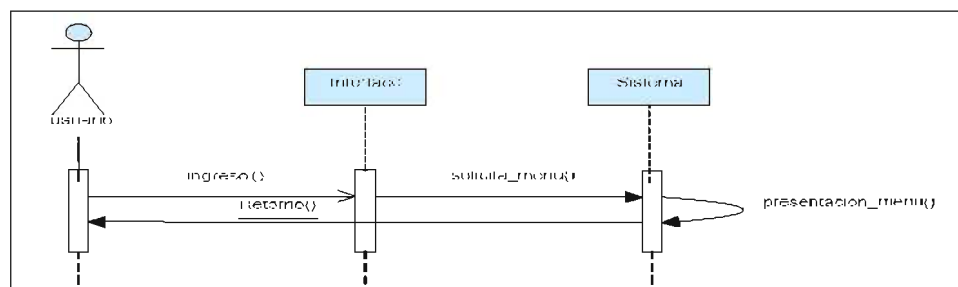 usuario
Interface
Sistema
ingreso()
solicita_menu()
Retorno()
presentacion_menu()